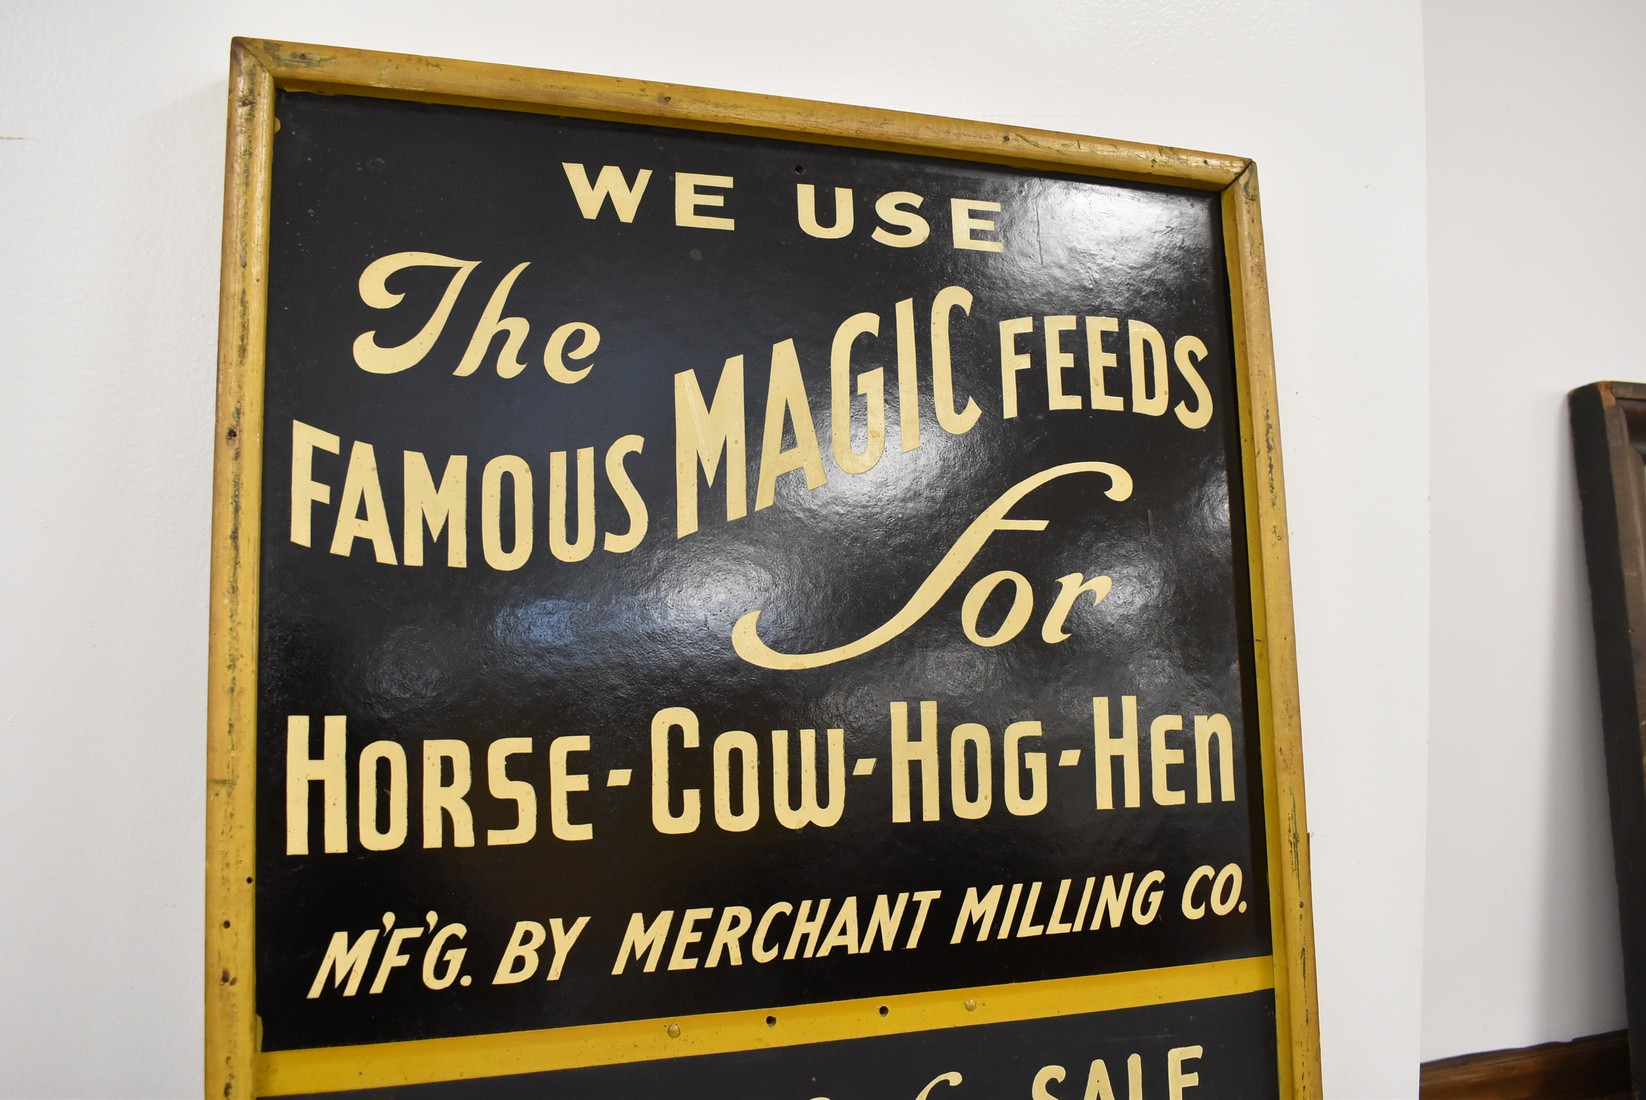 WE USE
The
FAMOUS MAGIC FEEDS
for
HORSE-COW-HOG-HEN
M'F'G. BY MERCHANT MILLING CO.
SALE